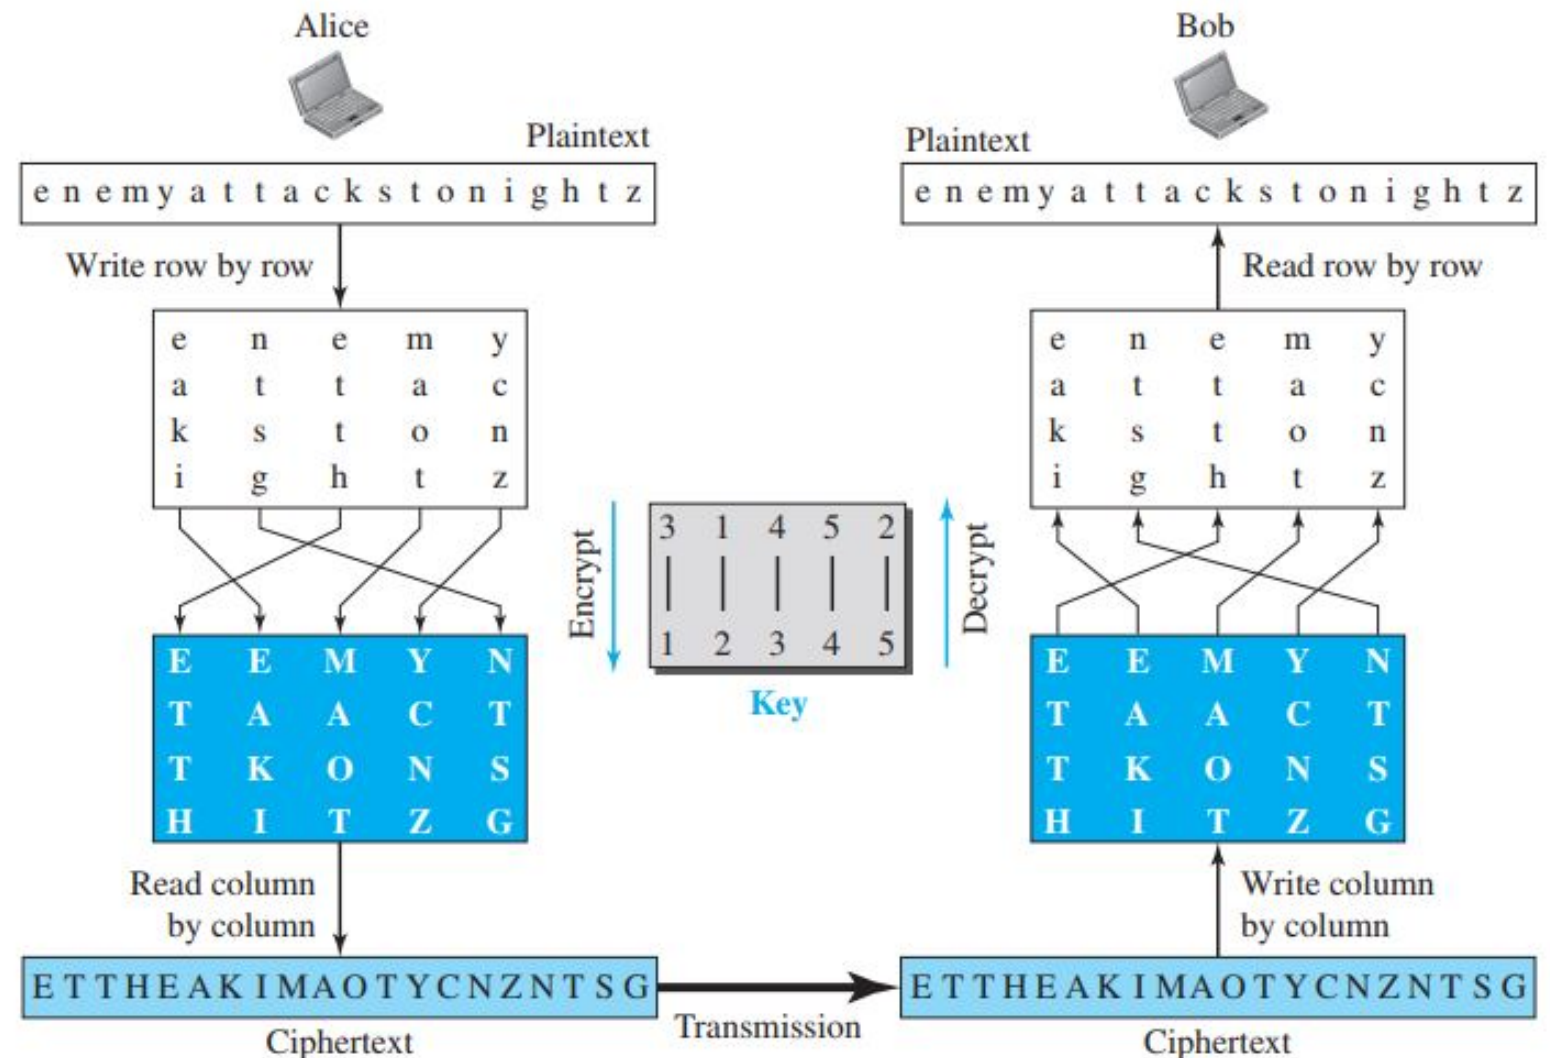 Alice
Bob
Plaintext
Plaintext
e n e m y a t t a c k s t o n i g h t z
e n e m y a t t a c k s t o n i g h t z
Write row by row
Read row by row
e n e m y
a t t a c
k s t o n
i g h t z
e n e m y
a t t a c
k s t o n
i g h t z
Encrypt
3 1 4 5 2
1 2 3 4 5
Key
Decrypt
E E M Y N
T A A C T
T K O N S
H I T Z G
E E M Y N
T A A C T
T K O N S
H I T Z G
Read column
by column
Write column
by column
E T T H E A K I M A O T Y C N Z N T S G
E T T H E A K I M A O T Y C N Z N T S G
Ciphertext
Transmission
Ciphertext